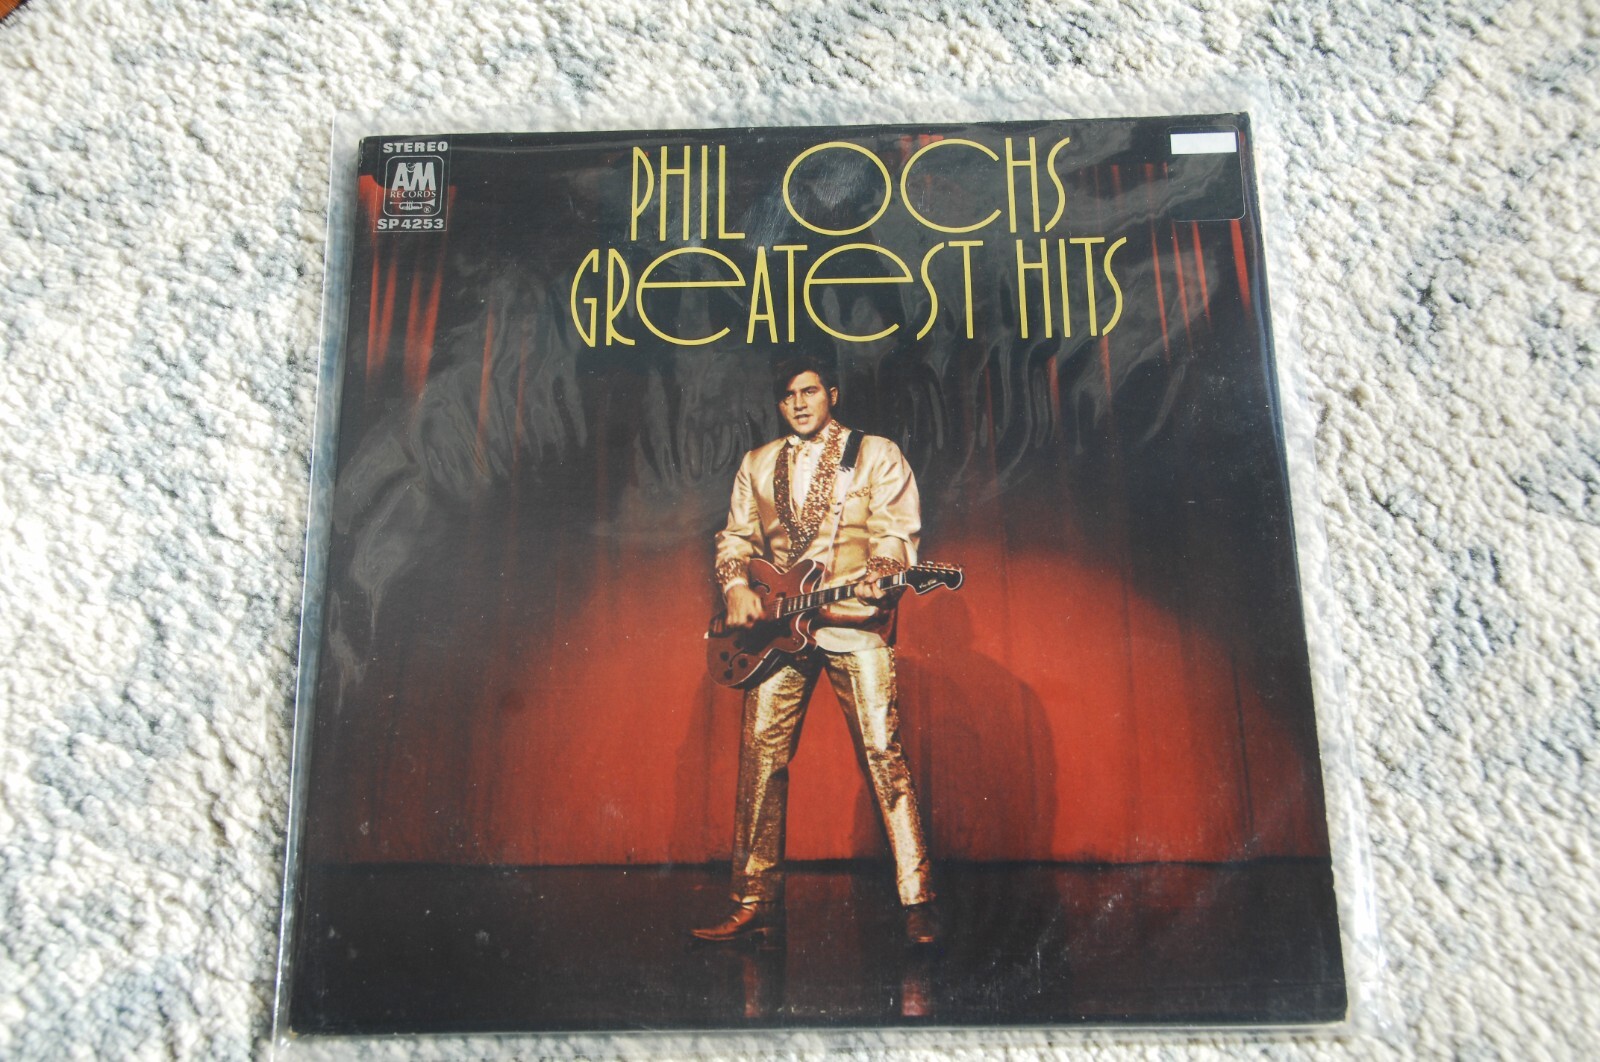 STEREO
A&M
RECORDS
®
SP 4253
PHIL OCHS
GREATEST HITS